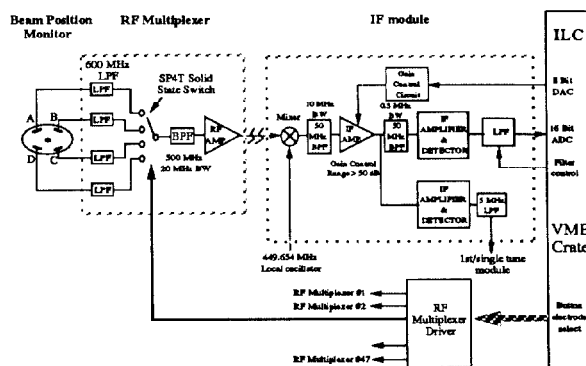 Beam Position
Monitor
RF Multiplexer
IF module
ILC
600 MHz
LPF
SP4T Solid
State Switch
LPF
LPF
LPF
LPF
A
B
C
D
BPF
RF
AMP
500 MHz
20 MHz BW
Mixer
10 MHz
BW
50
MHz
BPF
IF
AMP
Gain Control
Range > 50 db
Gain
Control
Circuit
0.5 MHz
BW
50
MHz
BPF
IF
AMPLIFIER
&
DETECTOR
LPF
8 Bit
DAC
16 Bit
ADC
Filter
control
IF
AMPLIFIER
&
DETECTOR
5 MHz
LPF
449.654 MHz
Local oscillator
1st/single tune
module
VME
Crate
RF Multiplexer #1
RF Multiplexer #2
RF Multiplexer #47
RF
Multiplexer
Driver
Button
electrode
select